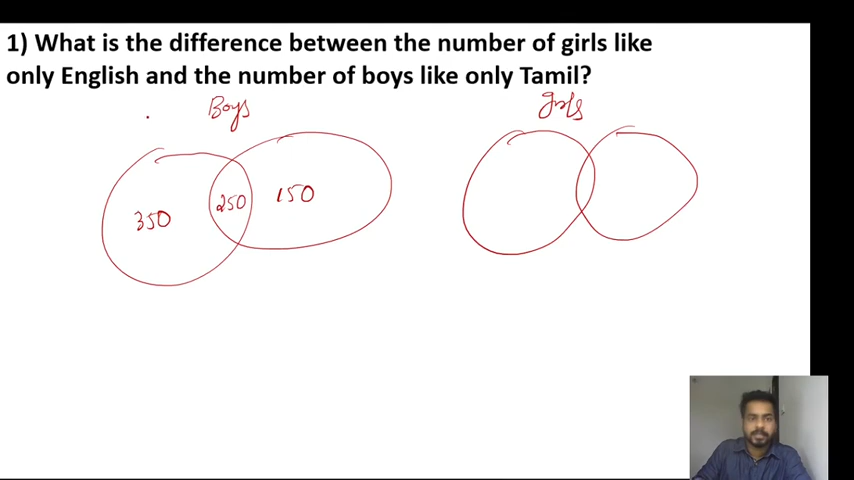 1) What is the difference between the number of girls like
only English and the number of boys like only Tamil?
Boys
girls
350
250
150